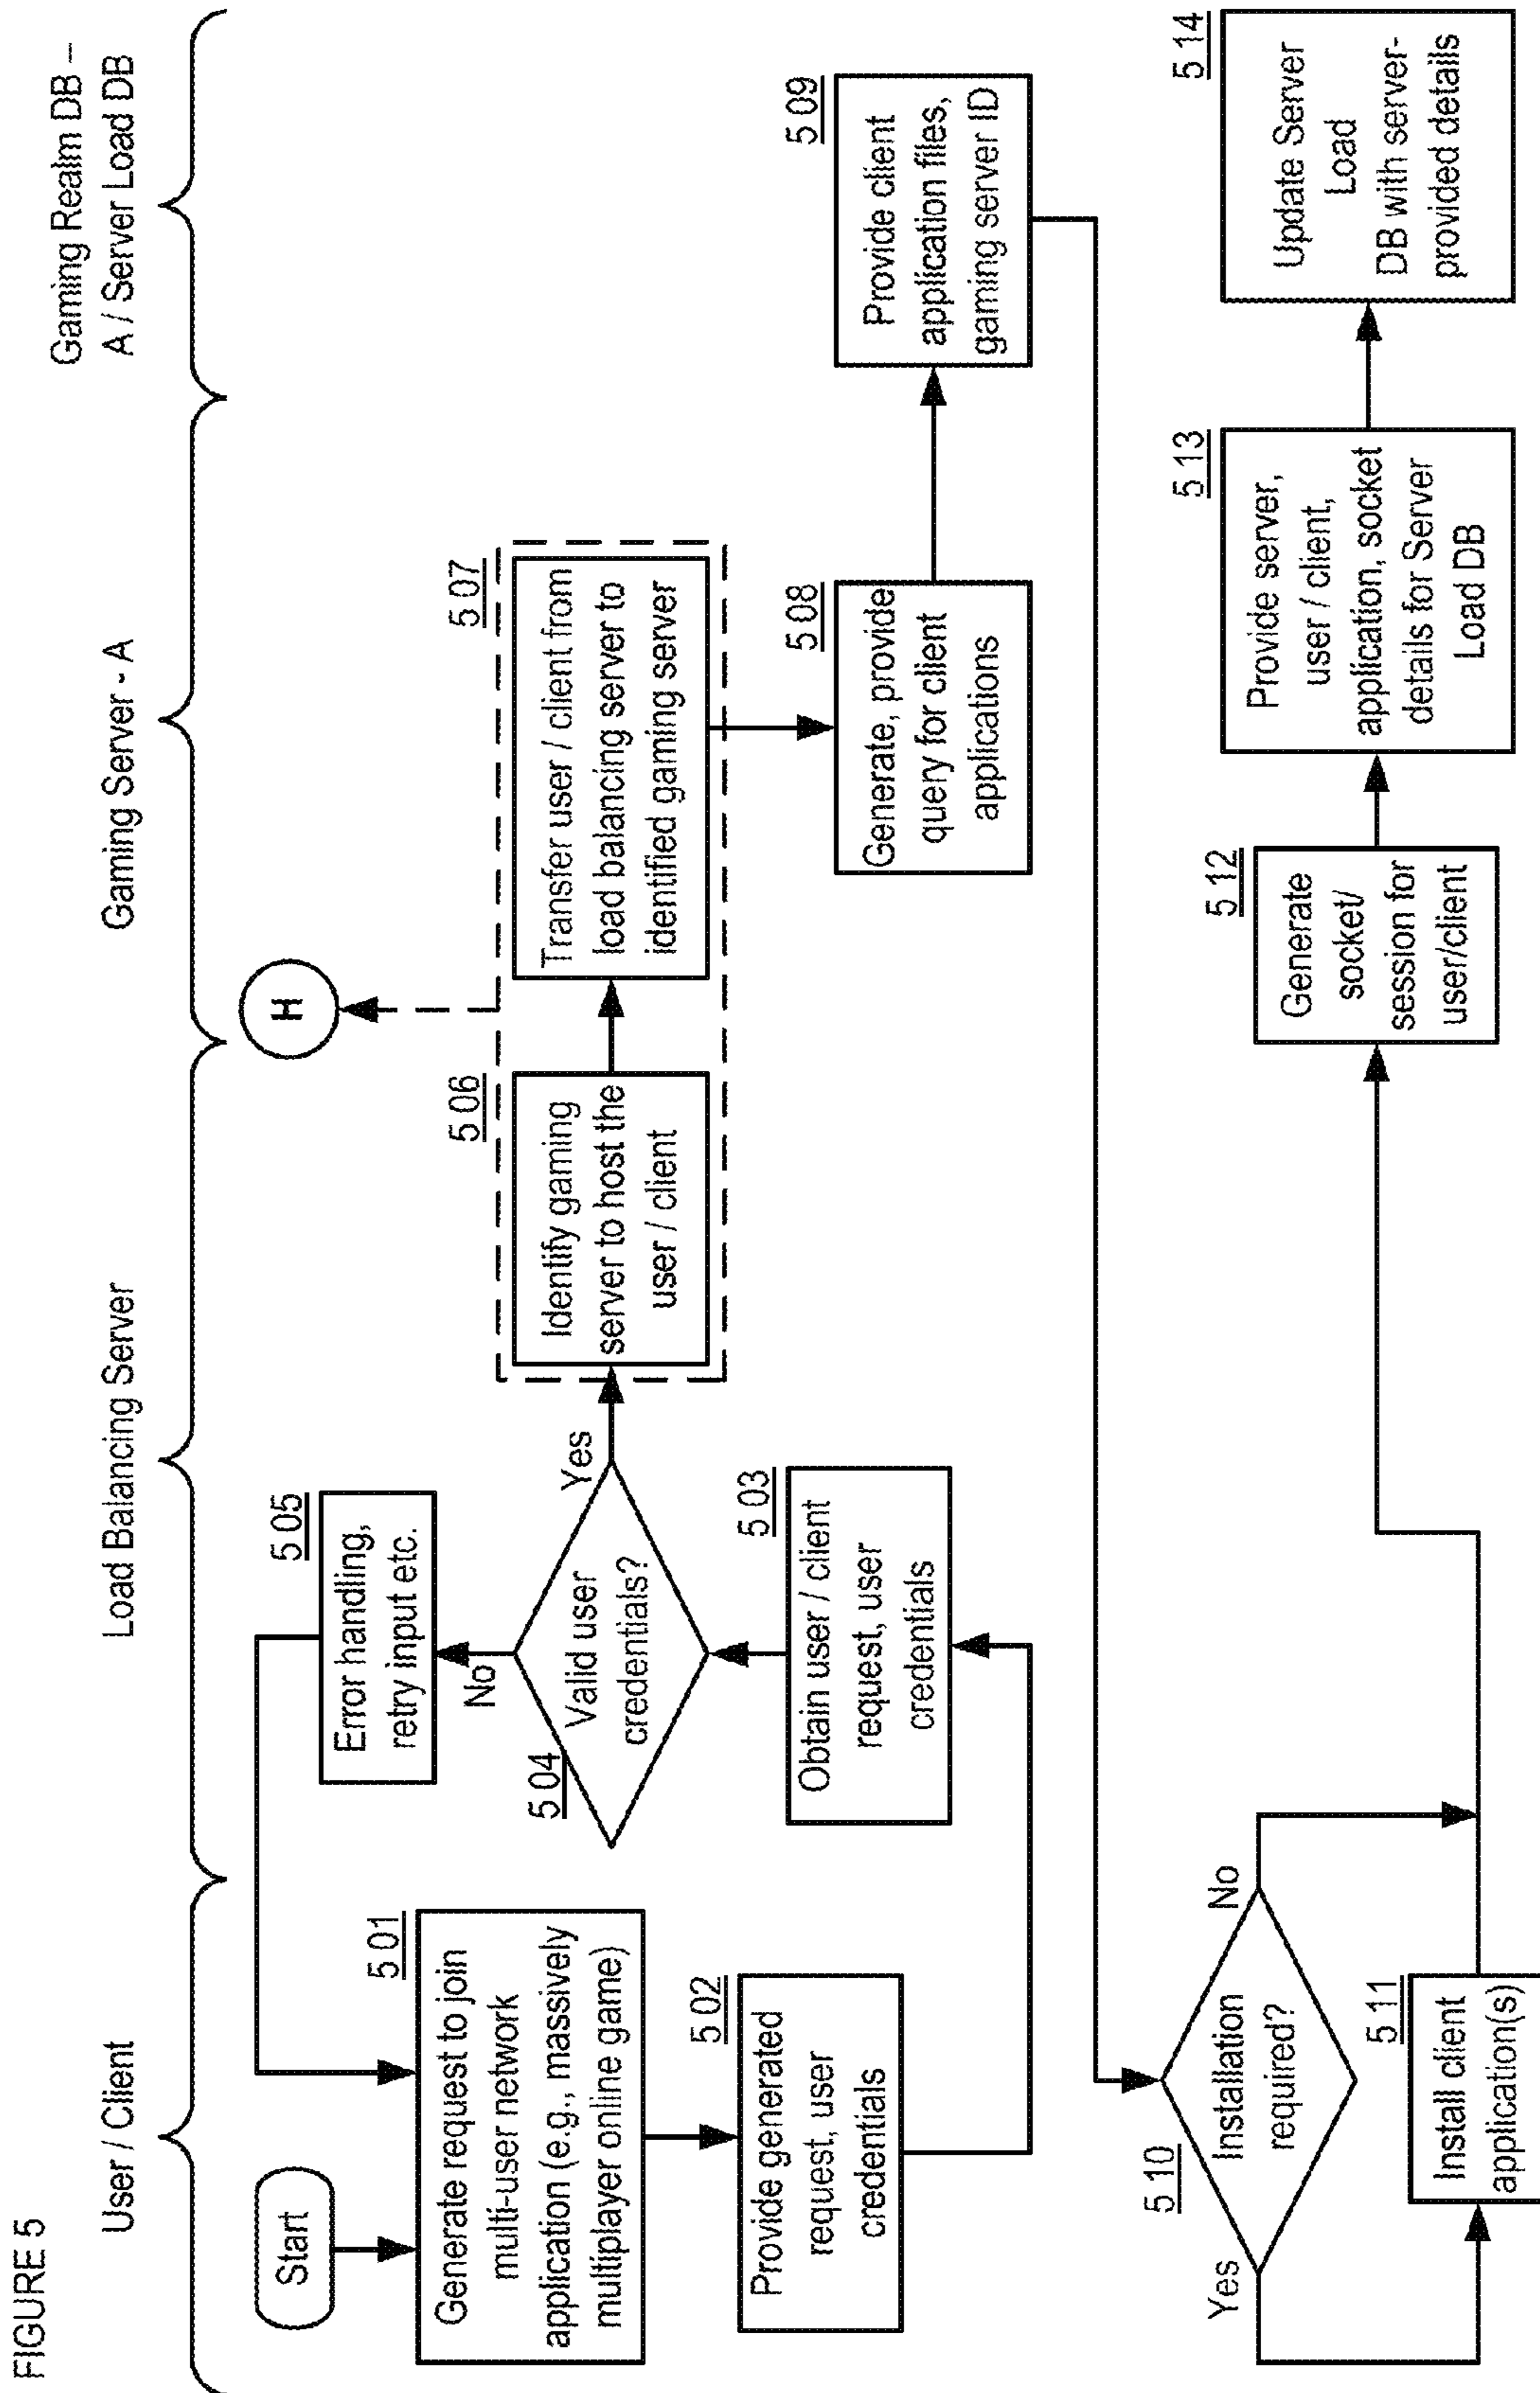 FIGURE 5
User / Client
Load Balancing Server
Gaming Server - A
Gaming Realm DB –
A / Server Load DB
Start
5 01
Generate request to join
multi-user network
application (e.g., massively
multiplayer online game)
5 02
Provide generated
request, user
credentials
5 03
Obtain user / client
request, user
credentials
5 04
Valid user
credentials?
No
Yes
5 05
Error handling,
retry input etc.
5 06
Identify gaming
server to host the
user / client
H
5 07
Transfer user / client from
load balancing server to
identified gaming server
5 08
Generate, provide
query for client
applications
5 09
Provide client
application files,
gaming server ID
5 10
Installation
required?
Yes
No
5 11
Install client
application(s)
5 12
Generate
socket/
session for
user/client
5 13
Provide server,
user / client,
application, socket
details for Server
Load DB
5 14
Update Server
Load
DB with server-
provided details